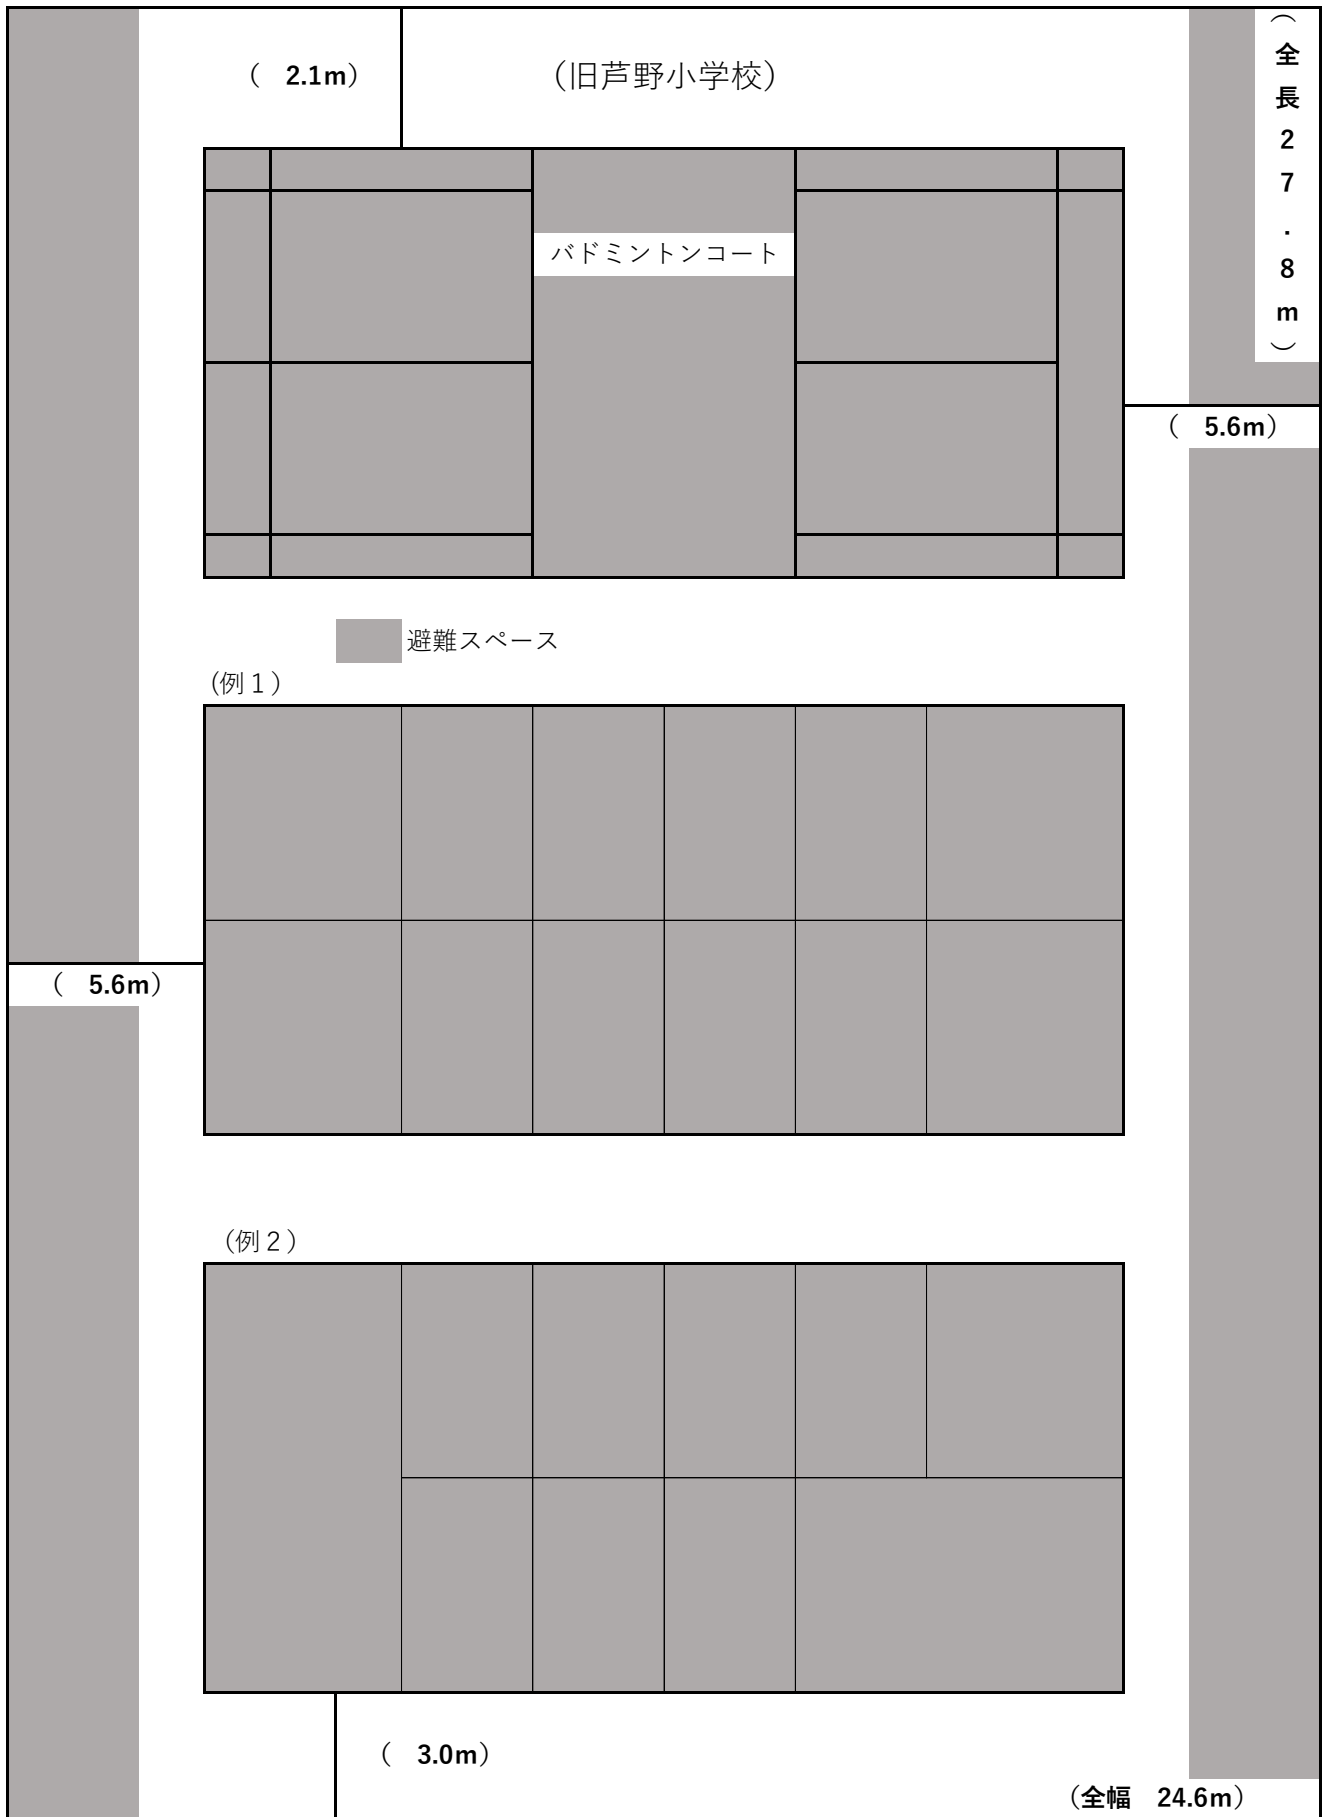 （　2.1m）
（旧芦野小学校）
（全長２７．８ｍ）
バドミントンコート
（　5.6m）
避難スペース
（例１）
（　5.6m）
（例２）
（　3.0m）
（全幅　24.6m）